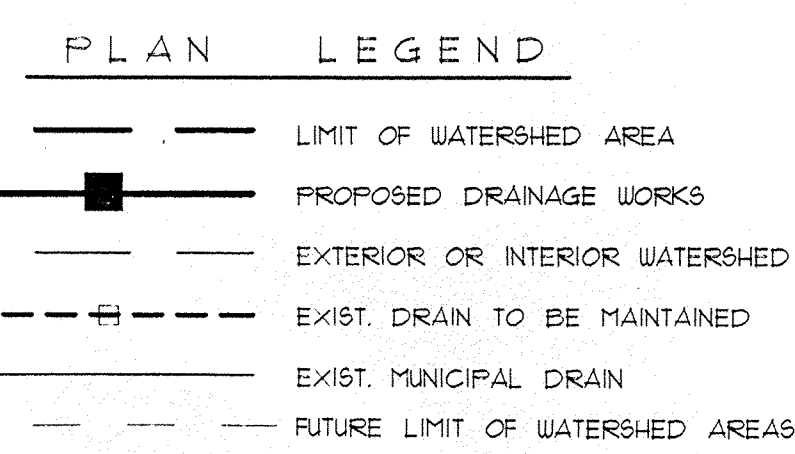 PLAN LEGEND
LIMIT OF WATERSHED AREA
PROPOSED DRAINAGE WORKS
EXTERIOR OR INTERIOR WATERSHED
EXIST. DRAIN TO BE MAINTAINED
EXIST. MUNICIPAL DRAIN
FUTURE LIMIT OF WATERSHED AREAS